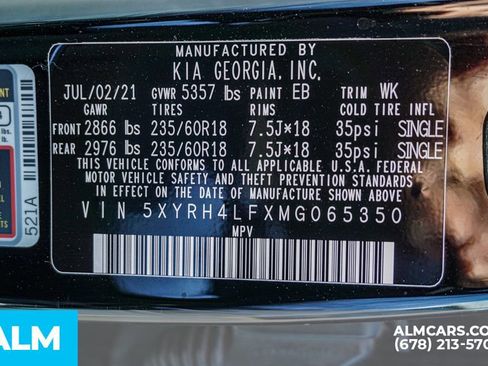 MANUFACTURED BY
KIA GEORGIA, INC.
JUL/02/21 GVWR 5357 lbs PAINT EB TRIM WK
GAWR TIRES RIMS COLD TIRE INFL
FRONT 2866 lbs 235/60R18 7.5J×18 35psi SINGLE
REAR 2976 lbs 235/60R18 7.5J×18 35psi SINGLE
THIS VEHICLE CONFORMS TO ALL APPLICABLE U.S.A. FEDERAL
MOTOR VEHICLE SAFETY AND THEFT PREVENTION STANDARDS
IN EFFECT ON THE DATE OF MANUFACTURE SHOWN ABOVE.
VIN 5XYRH4LFXMG065350
MPV
521A
ALM
ALMCARS.CO
(678) 213-570